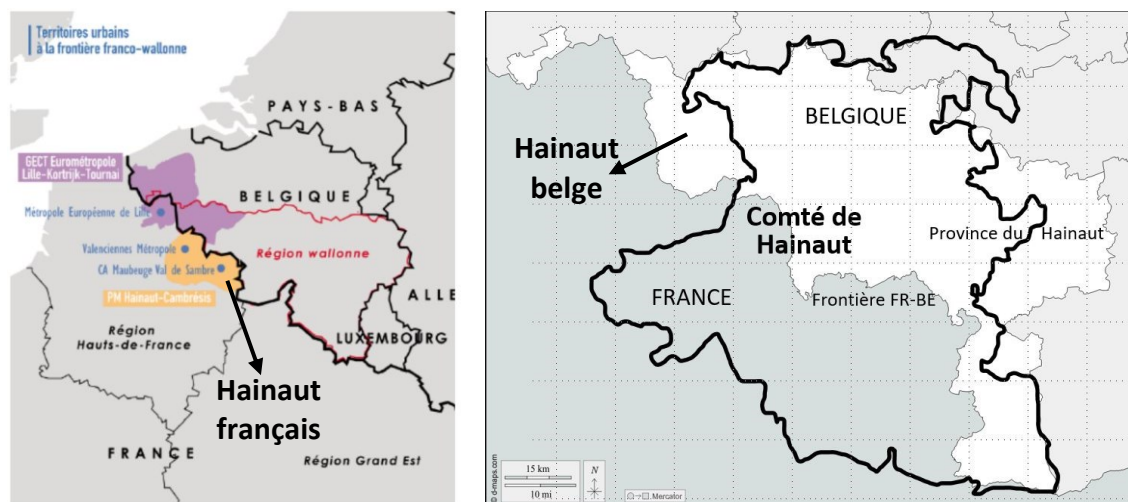 Territoires urbains
à la frontière franco-wallonne
PAYS-BAS
GECT Eurométropole
Lille-Kortrijk-Tournai
BELGIQUE
Métropole Européenne de Lille
Valenciennes Métropole
Région wallonne
CA Maubeuge Val de Sambre
ALLE
PM Hainaut-Cambrésis
Région
Hauts-de-France
LUXEMBOURG
Hainaut
français
FRANCE
Région Grand Est
BELGIQUE
Hainaut
belge
Comté de
Hainaut
Province du Hainaut
FRANCE
Frontière FR-BE
15 km
10 mi
N
Mercator
© d-maps.com